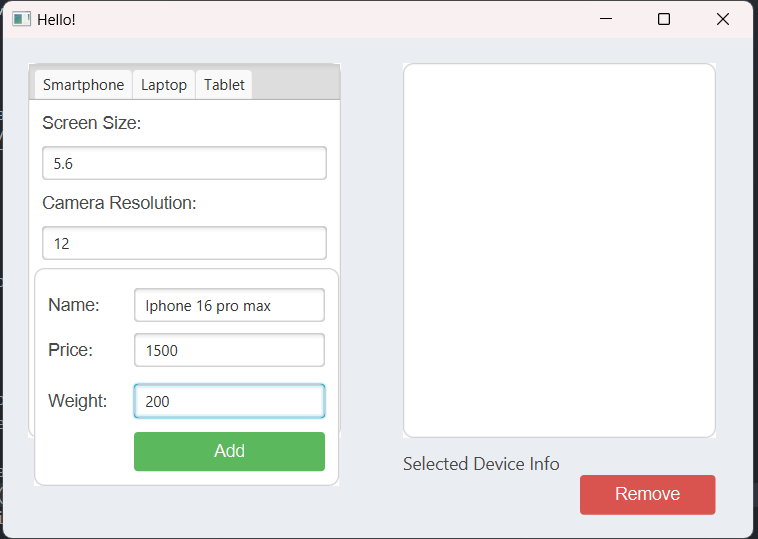 Hello!
Smartphone Laptop Tablet
Screen Size:
5.6
Camera Resolution:
12
Name: Iphone 16 pro max
Price: 1500
Weight: 200
Add
Selected Device Info
Remove